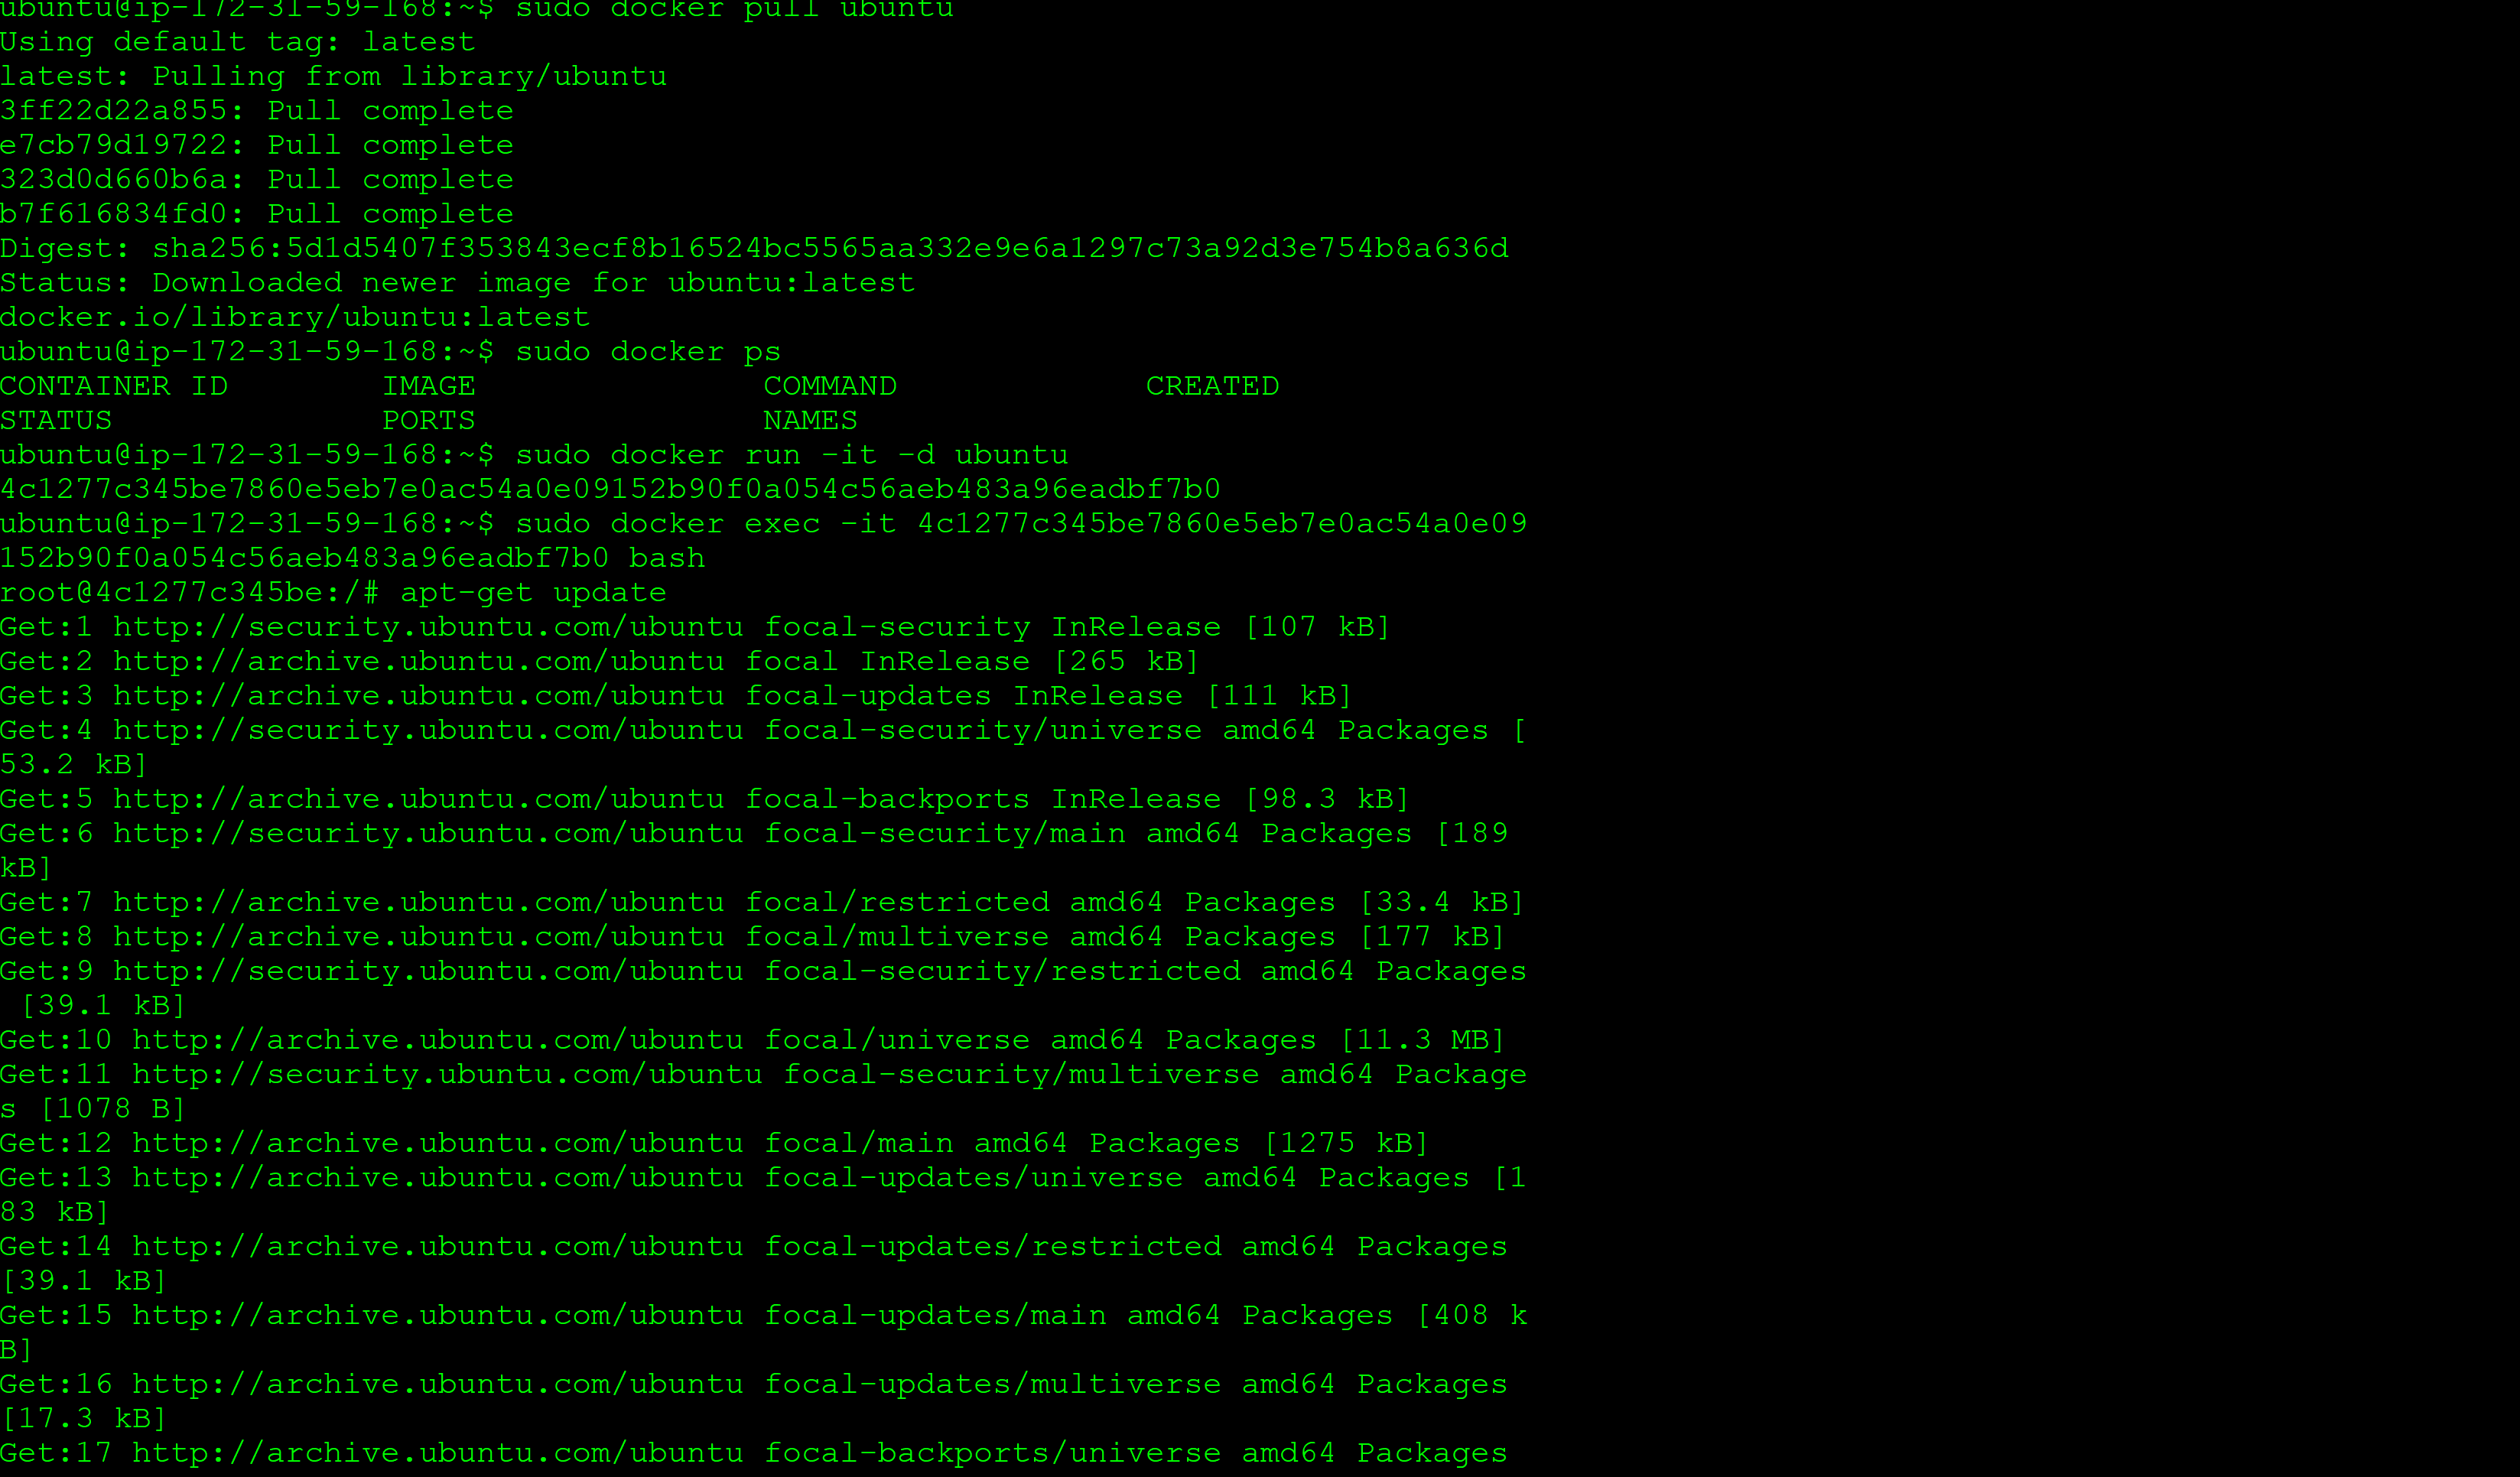 ubuntu@ip-172-31-59-168:~$ sudo docker pull ubuntu
Using default tag: latest
latest: Pulling from library/ubuntu
3ff22d22a855: Pull complete
e7cb79d19722: Pull complete
323d0d660b6a: Pull complete
b7f616834fd0: Pull complete
Digest: sha256:5d1d5407f353843ecf8b16524bc5565aa332e9e6a1297c73a92d3e754b8a636d
Status: Downloaded newer image for ubuntu:latest
docker.io/library/ubuntu:latest
ubuntu@ip-172-31-59-168:~$ sudo docker ps
CONTAINER ID        IMAGE               COMMAND             CREATED
STATUS              PORTS               NAMES
ubuntu@ip-172-31-59-168:~$ sudo docker run -it -d ubuntu
4c1277c345be7860e5eb7e0ac54a0e09152b90f0a054c56aeb483a96eadbf7b0
ubuntu@ip-172-31-59-168:~$ sudo docker exec -it 4c1277c345be7860e5eb7e0ac54a0e09
152b90f0a054c56aeb483a96eadbf7b0 bash
root@4c1277c345be:/# apt-get update
Get:1 http://security.ubuntu.com/ubuntu focal-security InRelease [107 kB]
Get:2 http://archive.ubuntu.com/ubuntu focal InRelease [265 kB]
Get:3 http://archive.ubuntu.com/ubuntu focal-updates InRelease [111 kB]
Get:4 http://security.ubuntu.com/ubuntu focal-security/universe amd64 Packages [
53.2 kB]
Get:5 http://archive.ubuntu.com/ubuntu focal-backports InRelease [98.3 kB]
Get:6 http://security.ubuntu.com/ubuntu focal-security/main amd64 Packages [189
kB]
Get:7 http://archive.ubuntu.com/ubuntu focal/restricted amd64 Packages [33.4 kB]
Get:8 http://archive.ubuntu.com/ubuntu focal/multiverse amd64 Packages [177 kB]
Get:9 http://security.ubuntu.com/ubuntu focal-security/restricted amd64 Packages
 [39.1 kB]
Get:10 http://archive.ubuntu.com/ubuntu focal/universe amd64 Packages [11.3 MB]
Get:11 http://security.ubuntu.com/ubuntu focal-security/multiverse amd64 Package
s [1078 B]
Get:12 http://archive.ubuntu.com/ubuntu focal/main amd64 Packages [1275 kB]
Get:13 http://archive.ubuntu.com/ubuntu focal-updates/universe amd64 Packages [1
83 kB]
Get:14 http://archive.ubuntu.com/ubuntu focal-updates/restricted amd64 Packages
[39.1 kB]
Get:15 http://archive.ubuntu.com/ubuntu focal-updates/main amd64 Packages [408 k
B]
Get:16 http://archive.ubuntu.com/ubuntu focal-updates/multiverse amd64 Packages
[17.3 kB]
Get:17 http://archive.ubuntu.com/ubuntu focal-backports/universe amd64 Packages